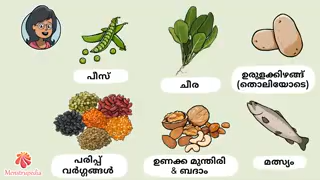 പീസ്
ചീര
ഉരുളക്കിഴങ്ങ്
(തൊലിയോടെ)
പരിപ്പ്
വർഗ്ഗങ്ങൾ
ഉണക്ക മുന്തിരി
& ബദാം
മത്സ്യം
Menstrupedia